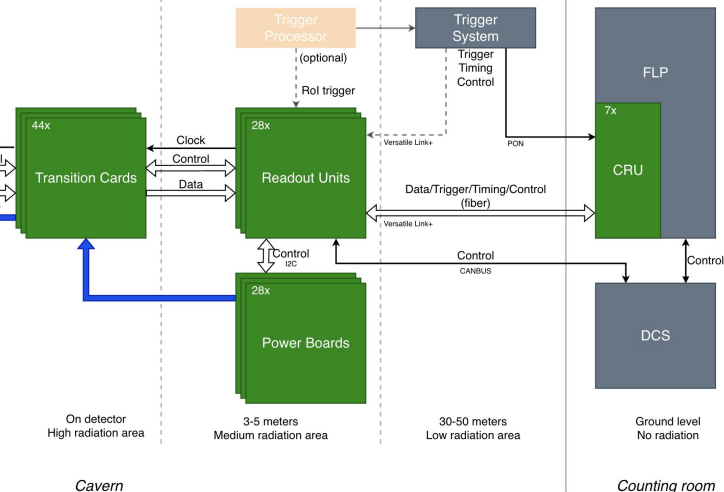 Trigger
Processor
(optional)
RoI trigger
Trigger
System
Trigger
Timing
Control
Versatile Link+
PON
FLP
7x
CRU
44x
Transition Cards
Clock
Control
Data
28x
Readout Units
Data/Trigger/Timing/Control
(fiber)
Versatile Link+
Control
I2C
Control
CANBUS
Control
28x
Power Boards
DCS
On detector
High radiation area
3-5 meters
Medium radiation area
30-50 meters
Low radiation area
Ground level
No radiation
Cavern
Counting room